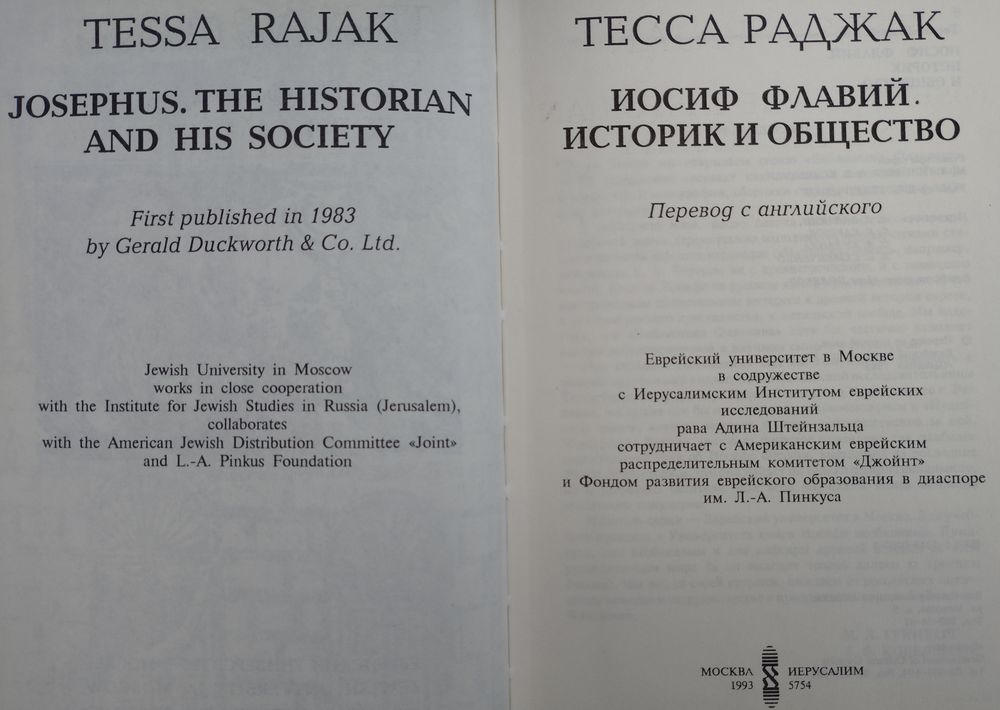 TESSA RAJAK
JOSEPHUS. THE HISTORIAN
AND HIS SOCIETY
First published in 1983
by Gerald Duckworth & Co. Ltd.
Jewish University in Moscow
works in close cooperation
with the Institute for Jewish Studies in Russia (Jerusalem),
collaborates
with the American Jewish Distribution Committee «Joint»
and L.-A. Pinkus Foundation
ТЕССА РАДЖАК
ИОСИФ ФЛАВИЙ.
ИСТОРИК И ОБЩЕСТВО
Перевод с английского
Еврейский университет в Москве
в содружестве
с Иерусалимским Институтом еврейских
исследований
рава Адина Штейнзальца
сотрудничает с Американским еврейским
распределительным комитетом «Джойнт»
и Фондом развития еврейского образования в диаспоре
им. Л.-А. Пинкуса
МОСКВА ИЕРУСАЛИМ
1993 5754